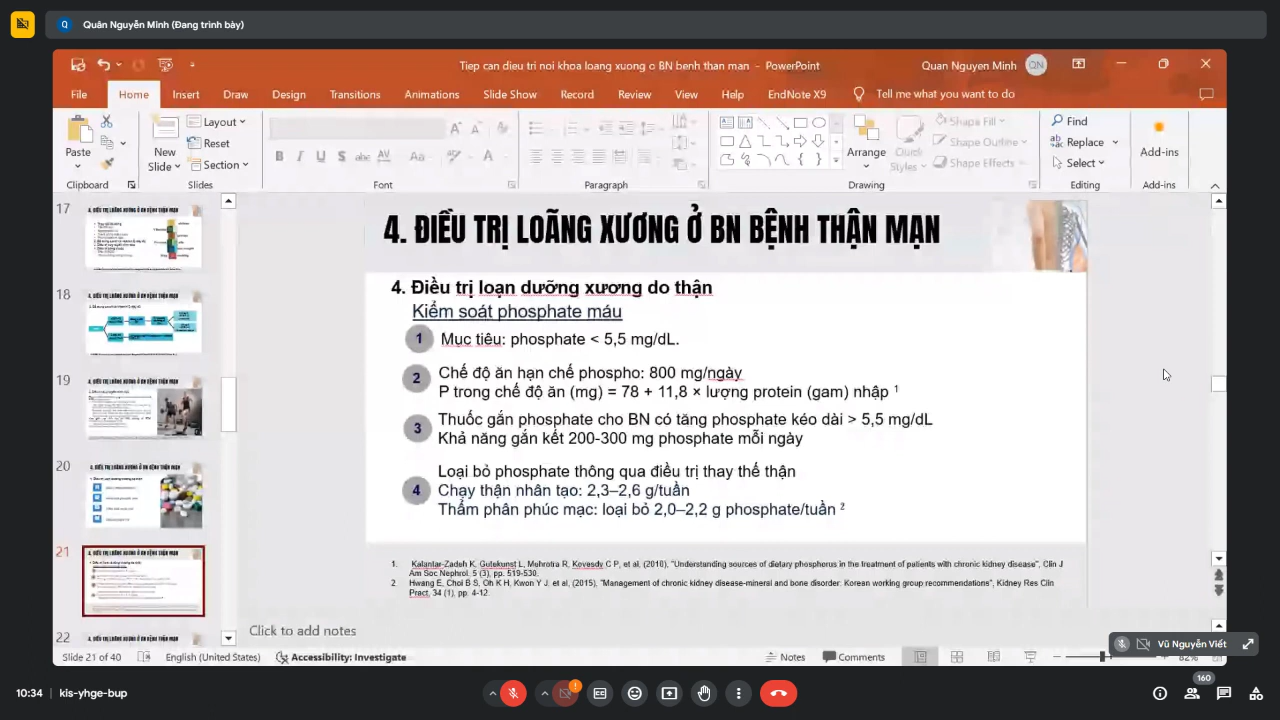 Quân Nguyễn Minh (Đang trình bày)
Tiep can dieu tri noi khoa loang xuong o BN benh than man – PowerPoint
Quan Nguyen Minh
QN
File Home Insert Draw Design Transitions Animations Slide Show Record Review View Help EndNote X9 Tell me what you want to do
Paste
New Slide
Layout
Reset
Section
Arrange
Quick Styles
Shape Fill
Shape Outline
Shape Effects
Find
Replace
Select
Add-ins
Clipboard Slides Font Paragraph Drawing Editing Add-ins
17
18
19
20
21
22
4. ĐIỀU TRỊ LOÃNG XƯƠNG Ở BN BỆNH THẬN MẠN
4. Điều trị loạn dưỡng xương do thận
Kiểm soát phosphate máu
1 Mục tiêu: phosphate < 5,5 mg/dL.
2 Chế độ ăn hạn chế phospho: 800 mg/ngày
P trong chế độ ăn (mg) = 78 + 11,8 × lượng protein (gam) nhập 1
3 Thuốc gắn phosphate cho BN có tăng phosphate kéo dài > 5,5 mg/dL
Khả năng gắn kết 200-300 mg phosphate mỗi ngày
4 Loại bỏ phosphate thông qua điều trị thay thế thận
Chạy thận nhân tạo: 2,3–2,6 g/tuần
Thẩm phân phúc mạc: loại bỏ 2,0–2,2 g phosphate/tuần 2
1. Kalantar-Zadeh K, Gutekunst L, Mehrotra R, Kovesdy C P, et al. (2010), "Understanding sources of dietary phosphorus in the treatment of patients with chronic kidney disease", Clin J
Am Soc Nephrol. 5 (3), pp. 519-530.
2 Hwang E, Choi B S, Oh K H, Kwon Y J, et al. (2015), "Management of chronic kidney disease-mineral and bone disorder: Korean working group recommendations", Kidney Res Clin
Pract. 34 (1), pp. 4-12.
Click to add notes
Vũ Nguyễn Viết
Slide 21 of 40 English (United States) Accessibility: Investigate Notes Comments 82%
10:34 kis-yhge-bup
160